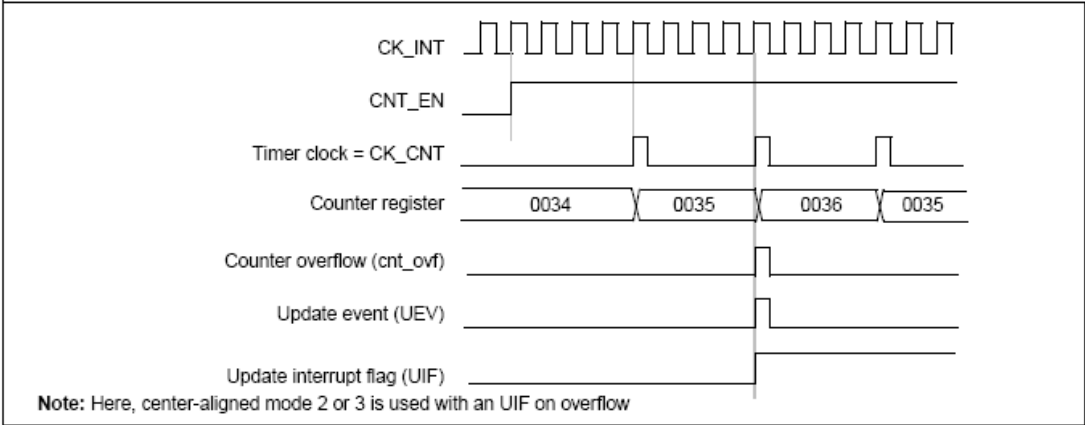 CK_INT
CNT_EN
Timer clock = CK_CNT
Counter register 0034 0035 0036 0035
Counter overflow (cnt_ovf)
Update event (UEV)
Update interrupt flag (UIF)
Note: Here, center-aligned mode 2 or 3 is used with an UIF on overflow